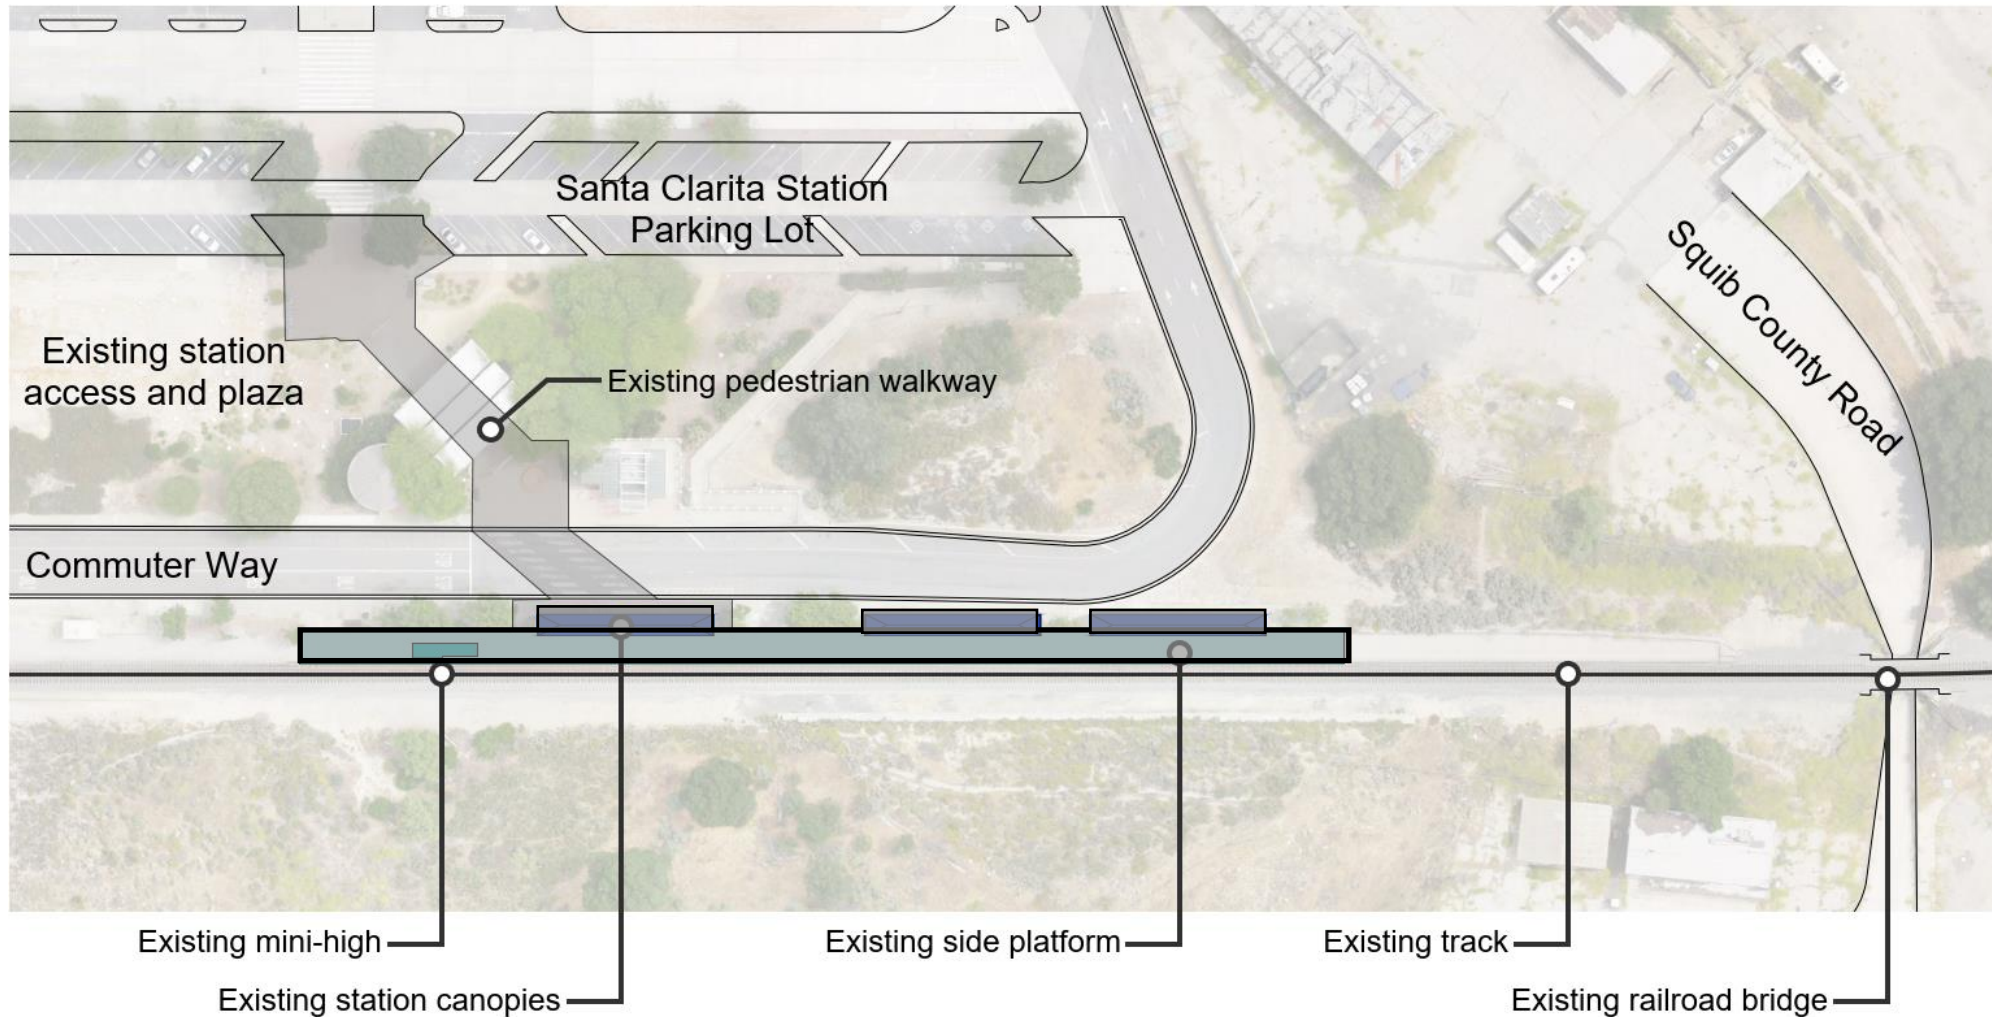 Santa Clarita Station
Parking Lot
Squib County Road
Existing station
access and plaza
Existing pedestrian walkway
Commuter Way
Existing mini-high
Existing side platform
Existing track
Existing station canopies
Existing railroad bridge